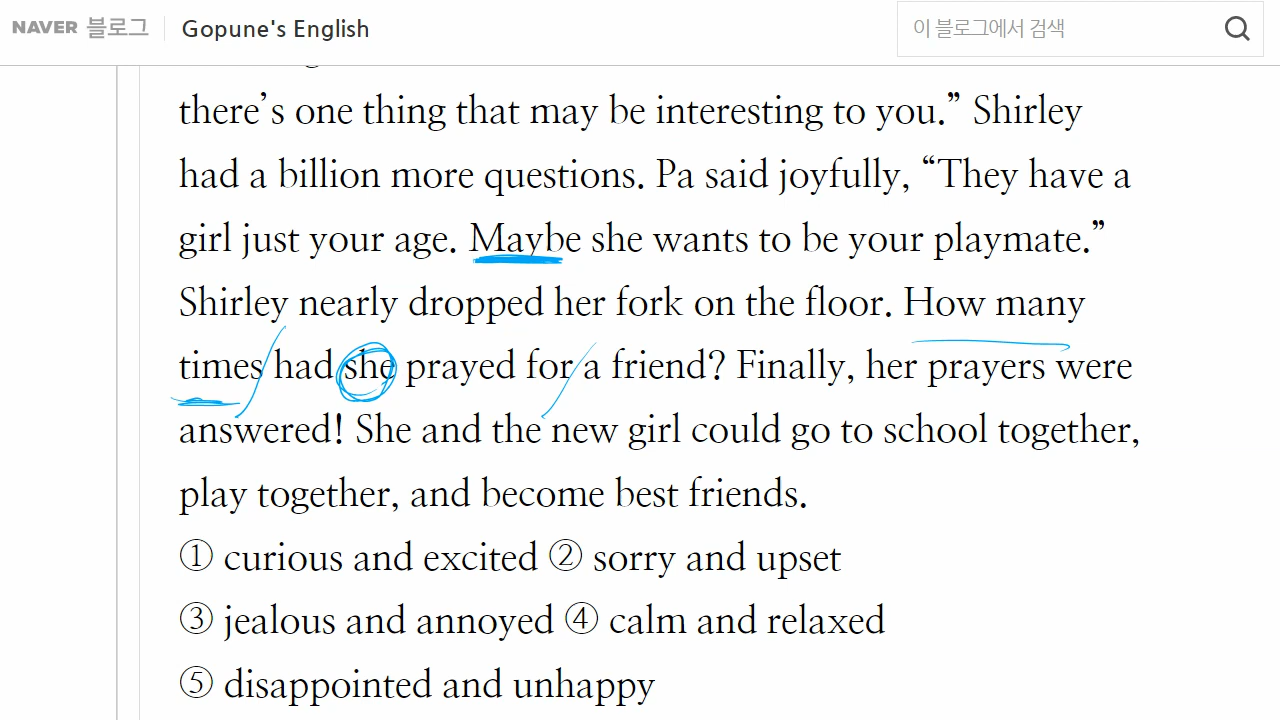 NAVER 블로그 Gopune's English 이 블로그에서 검색
there’s one thing that may be interesting to you.” Shirley
had a billion more questions. Pa said joyfully, “They have a
girl just your age. Maybe she wants to be your playmate.”
Shirley nearly dropped her fork on the floor. How many
times had she prayed for a friend? Finally, her prayers were
answered! She and the new girl could go to school together,
play together, and become best friends.
① curious and excited ② sorry and upset
③ jealous and annoyed ④ calm and relaxed
⑤ disappointed and unhappy